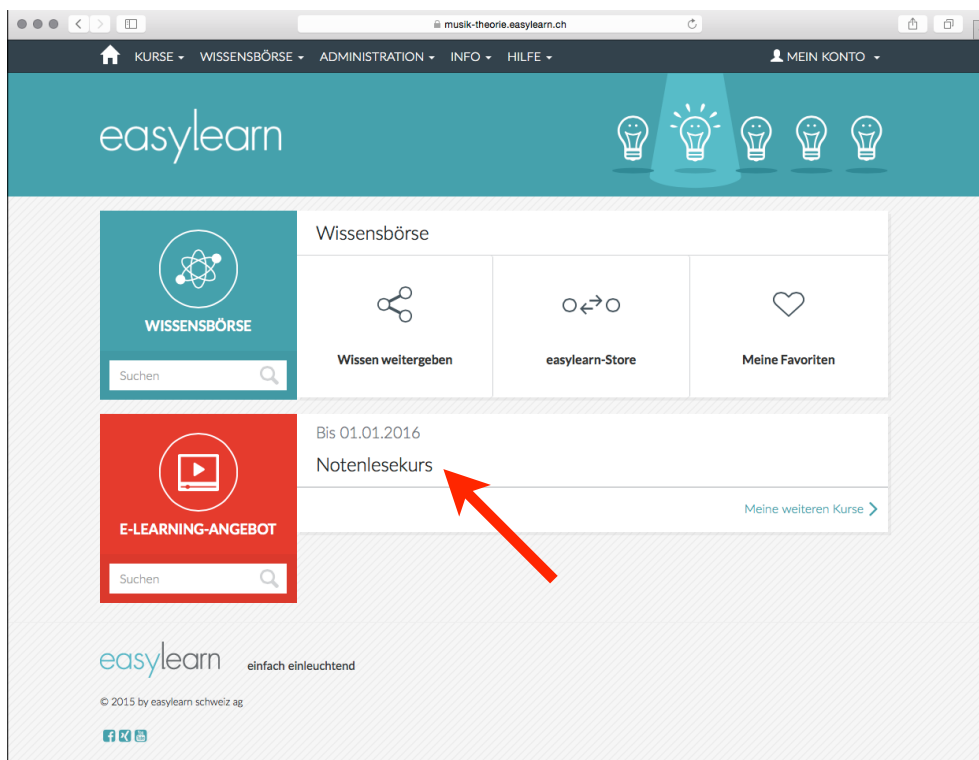 musik-theorie.easylearn.ch
KURSE WISSENSBÖRSE ADMINISTRATION INFO HILFE MEIN KONTO
easylearn
WISSENSBÖRSE
Suchen
Wissensbörse
Wissen weitergeben
easylearn-Store
Meine Favoriten
E-LEARNING-ANGEBOT
Suchen
Bis 01.01.2016
Notenlesekurs
Meine weiteren Kurse
easylearn einfach einleuchtend
© 2015 by easylearn schweiz ag